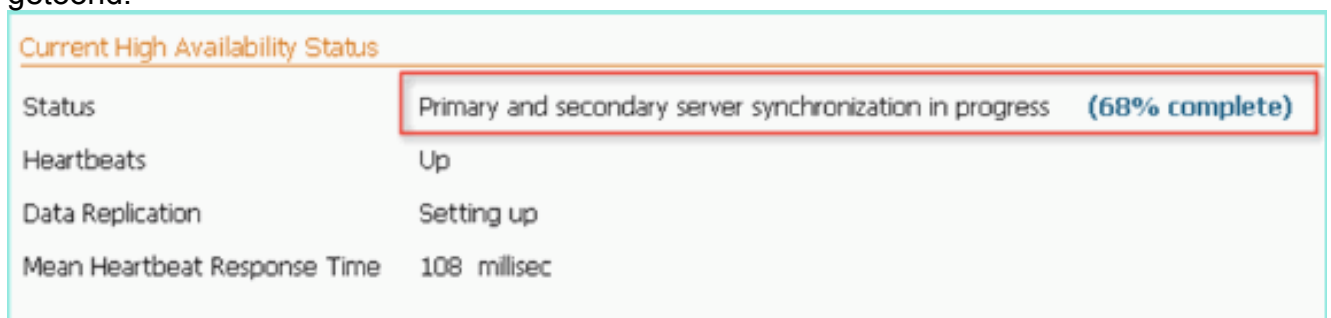 getoond.
Current High Availability Status
Status Primary and secondary server synchronization in progress (68% complete)
Heartbeats Up
Data Replication Setting up
Mean Heartbeat Response Time 108 millisec